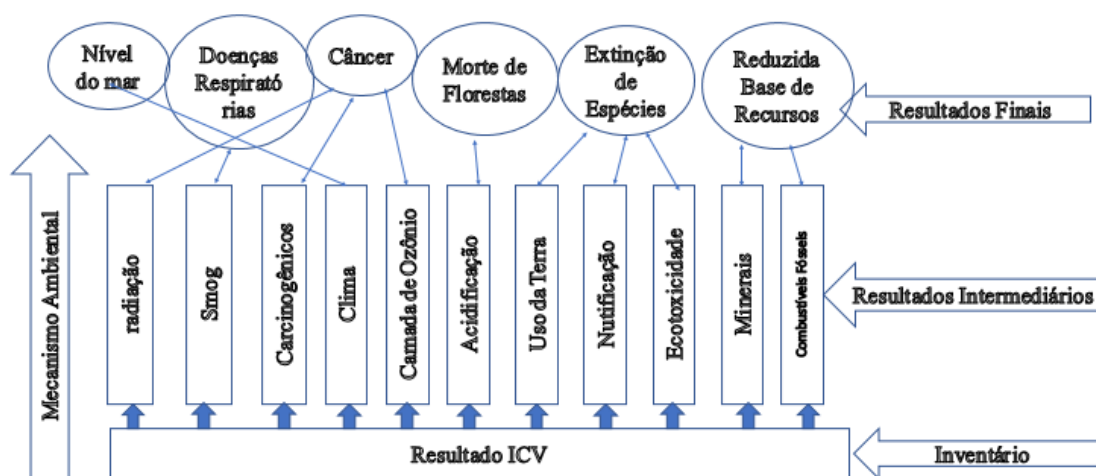 Nível
do mar
Doenças
Respirató
rias
Câncer
Morte de
Florestas
Extinção
de
Espécies
Reduzida
Base de
Recursos
Resultados Finais
Mecanismo Ambiental
radiação
Smog
Carcinogênicos
Clima
Camada de Ozônio
Acidificação
Uso da Terra
Nutificação
Ecotoxicidade
Minerais
Combustíveis Fósseis
Resultados Intermediários
Resultado ICV
Inventário